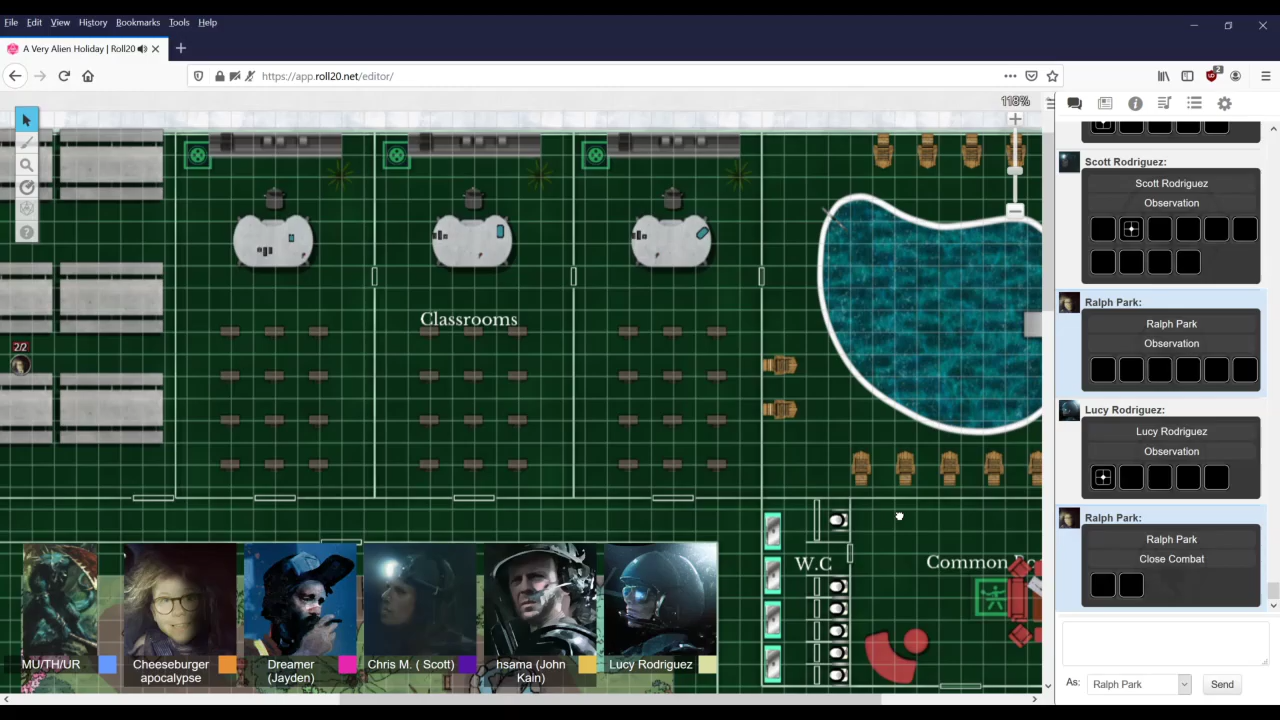 File Edit View History Bookmarks Tools Help
A Very Alien Holiday | Roll20
https://app.roll20.net/editor/
2
118%
Scott Rodriguez:
Scott Rodriguez
Observation
Ralph Park:
Ralph Park
Observation
Lucy Rodriguez:
Lucy Rodriguez
Observation
Ralph Park:
Ralph Park
Close Combat
As: Ralph Park Send
2/2
Classrooms
W.C
MU/TH/UR
Cheeseburger
apocalypse
Dreamer
(Jayden)
Chris M. ( Scott)
hsama (John
Kain)
Lucy Rodriguez